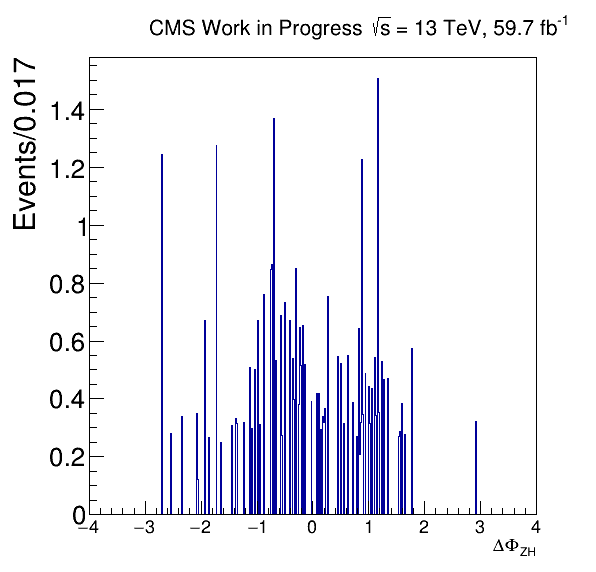 CMS Work in Progress √s = 13 TeV, 59.7 fb⁻¹
Events/0.017
1.4
1.2
1
0.8
0.6
0.4
0.2
0
−4 −3 −2 −1 0 1 2 3 4
ΔΦ_ZH